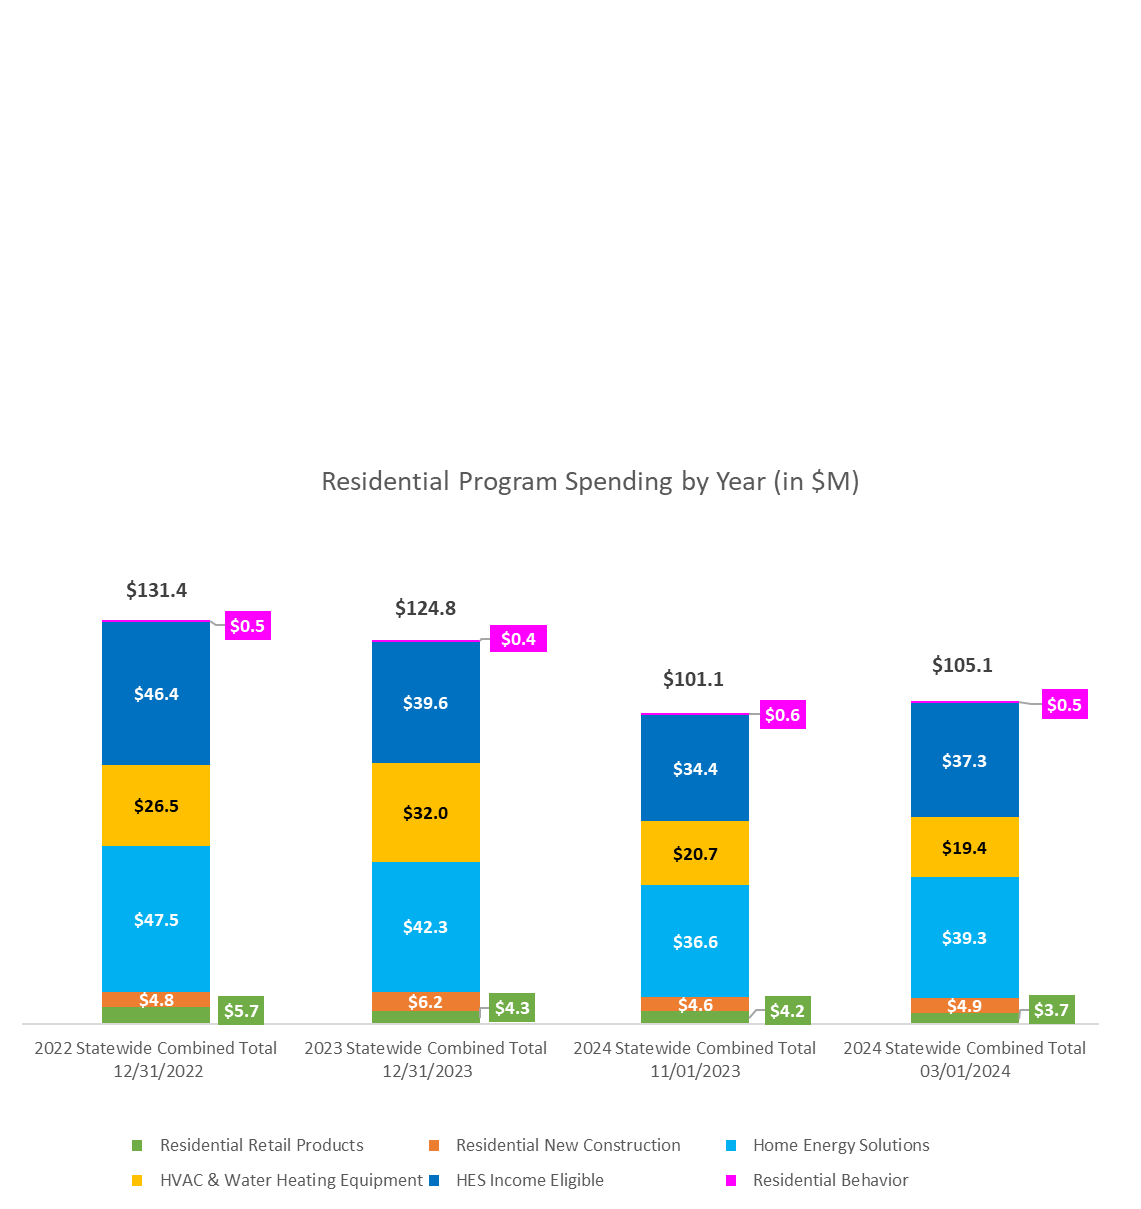 Residential Program Spending by Year (in $M)
$131.4
$124.8
$101.1
$105.1
$0.5
$0.4
$0.6
$0.5
$46.4
$39.6
$34.4
$37.3
$26.5
$32.0
$20.7
$19.4
$47.5
$42.3
$36.6
$39.3
$4.8
$6.2
$4.6
$4.9
$5.7
$4.3
$4.2
$3.7
2022 Statewide Combined Total
12/31/2022
2023 Statewide Combined Total
12/31/2023
2024 Statewide Combined Total
11/01/2023
2024 Statewide Combined Total
03/01/2024
Residential Retail Products
Residential New Construction
Home Energy Solutions
HVAC & Water Heating Equipment
HES Income Eligible
Residential Behavior